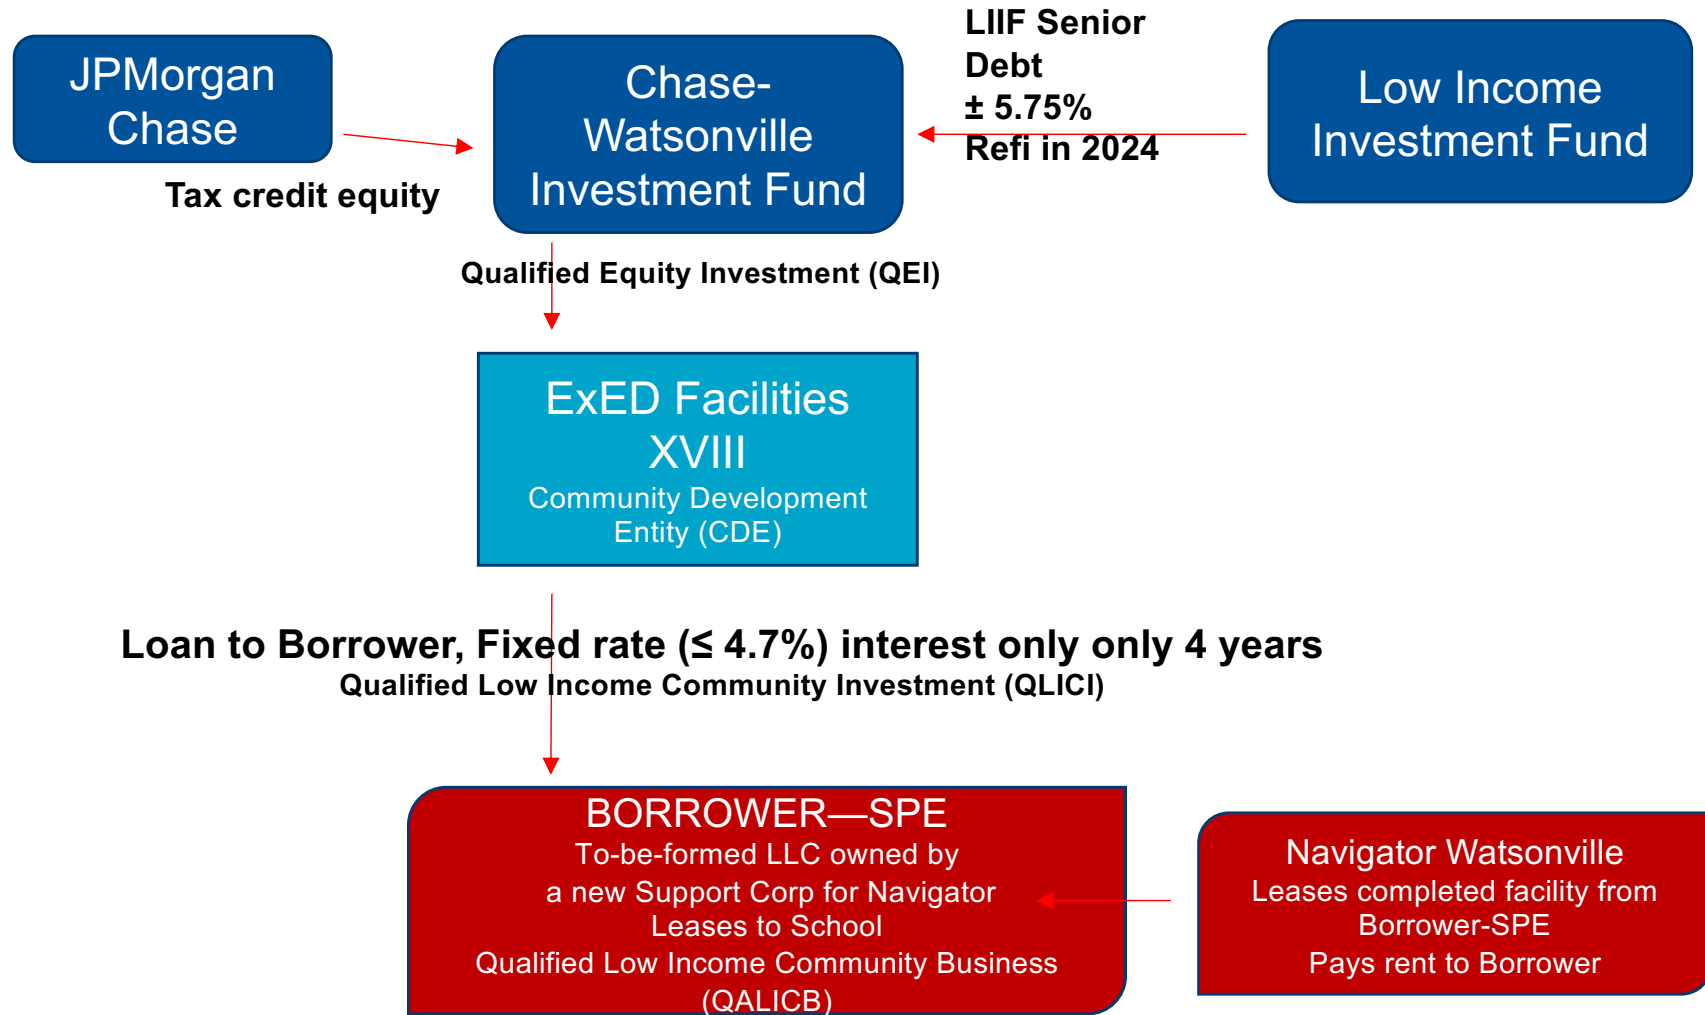 JPMorgan
Chase
Tax credit equity
Chase-
Watsonville
Investment Fund
LIIF Senior
Debt
± 5.75%
Refi in 2024
Low Income
Investment Fund
Qualified Equity Investment (QEI)
ExED Facilities
XVIII
Community Development
Entity (CDE)
Loan to Borrower, Fixed rate (≤ 4.7%) interest only only 4 years
Qualified Low Income Community Investment (QLICI)
BORROWER—SPE
To-be-formed LLC owned by
a new Support Corp for Navigator
Leases to School
Qualified Low Income Community Business
(QALICB)
Navigator Watsonville
Leases completed facility from
Borrower-SPE
Pays rent to Borrower